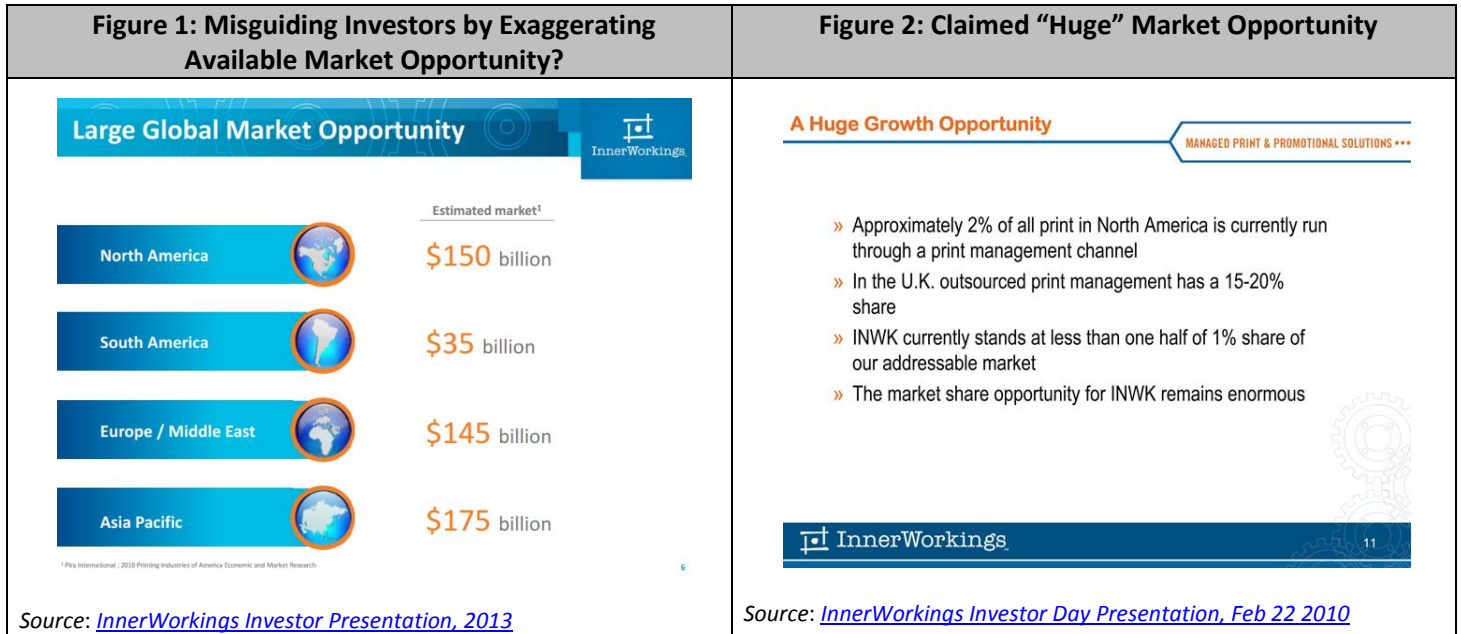 Figure 1: Misguiding Investors by Exaggerating
Available Market Opportunity?
Large Global Market Opportunity
InnerWorkings
Estimated market¹
North America
$150 billion
South America
$35 billion
Europe / Middle East
$145 billion
Asia Pacific
$175 billion
¹ Pira International ; 2010 Printing Industries of America Economic and Market Research
6
Source: InnerWorkings Investor Presentation, 2013
Figure 2: Claimed “Huge” Market Opportunity
A Huge Growth Opportunity
MANAGED PRINT & PROMOTIONAL SOLUTIONS •••
» Approximately 2% of all print in North America is currently run
through a print management channel
» In the U.K. outsourced print management has a 15-20%
share
» INWK currently stands at less than one half of 1% share of
our addressable market
» The market share opportunity for INWK remains enormous
InnerWorkings
11
Source: InnerWorkings Investor Day Presentation, Feb 22 2010